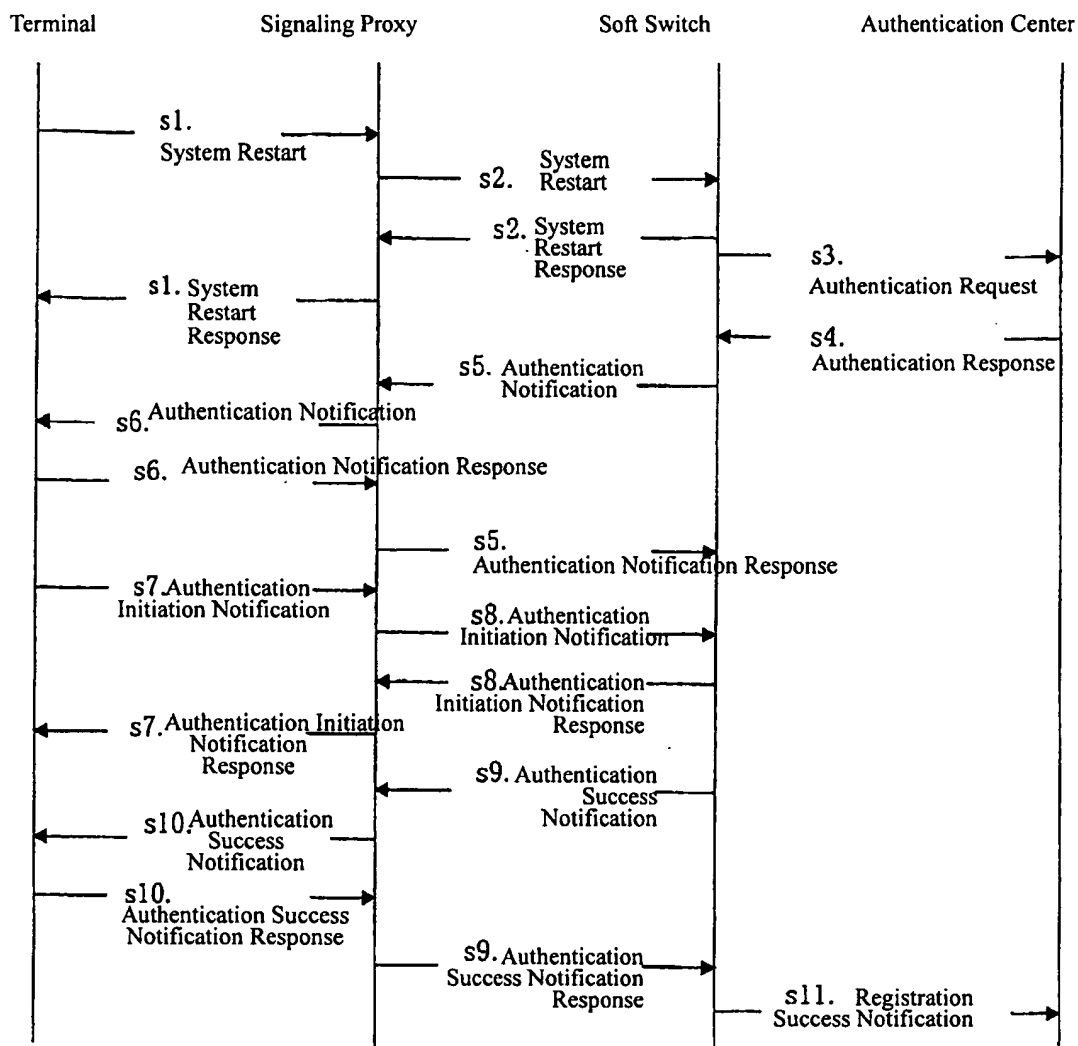 Terminal Signaling Proxy Soft Switch Authentication Center
s1.
System Restart
s2. System
Restart
s2. System
Restart
Response
s3.
Authentication Request
s1. System
Restart
Response
s4.
Authentication Response
s5. Authentication
Notification
s6. Authentication Notification
s6. Authentication Notification Response
s5.
Authentication Notification Response
s7. Authentication
Initiation Notification
s8. Authentication
Initiation Notification
s8. Authentication
Initiation Notification
Response
s7. Authentication Initiation
Notification
Response
s9. Authentication
Success
Notification
s10. Authentication
Success
Notification
s10.
Authentication Success
Notification Response
s9. Authentication
Success Notification
Response
s11. Registration
Success Notification